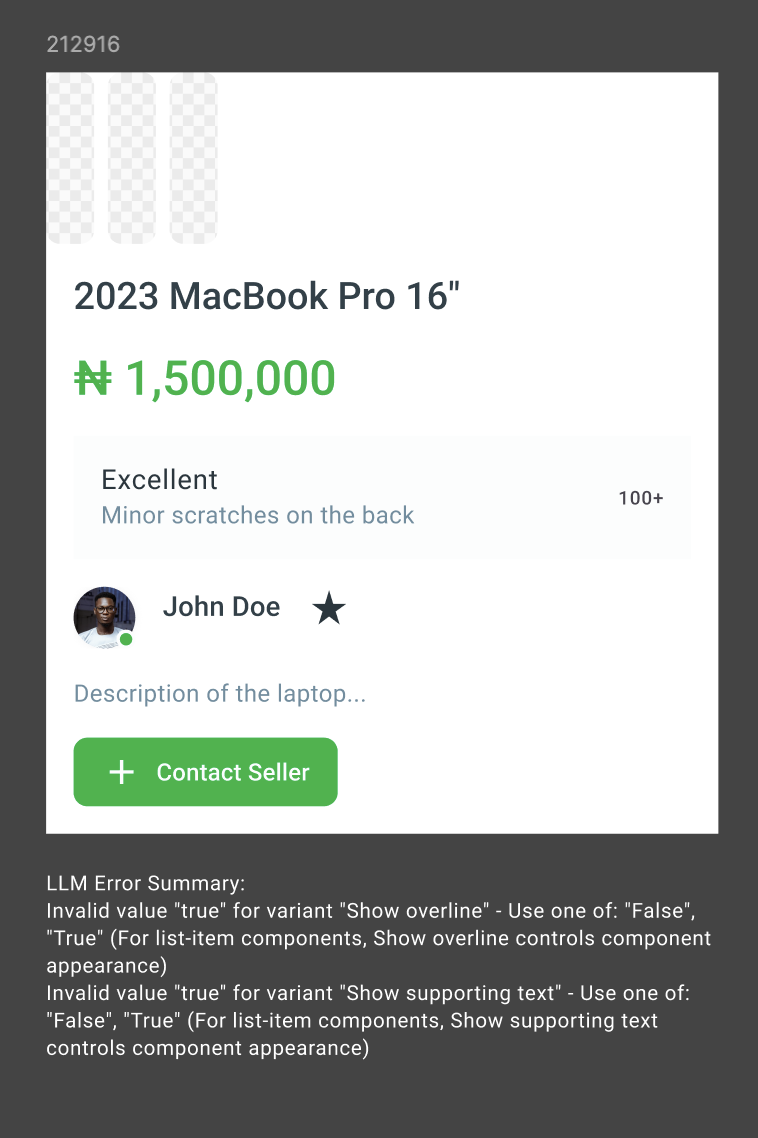 212916
2023 MacBook Pro 16"
₦ 1,500,000
Excellent
Minor scratches on the back
100+
John Doe
Description of the laptop...
Contact Seller
LLM Error Summary:
Invalid value "true" for variant "Show overline" - Use one of: "False",
"True" (For list-item components, Show overline controls component
appearance)
Invalid value "true" for variant "Show supporting text" - Use one of:
"False", "True" (For list-item components, Show supporting text
controls component appearance)